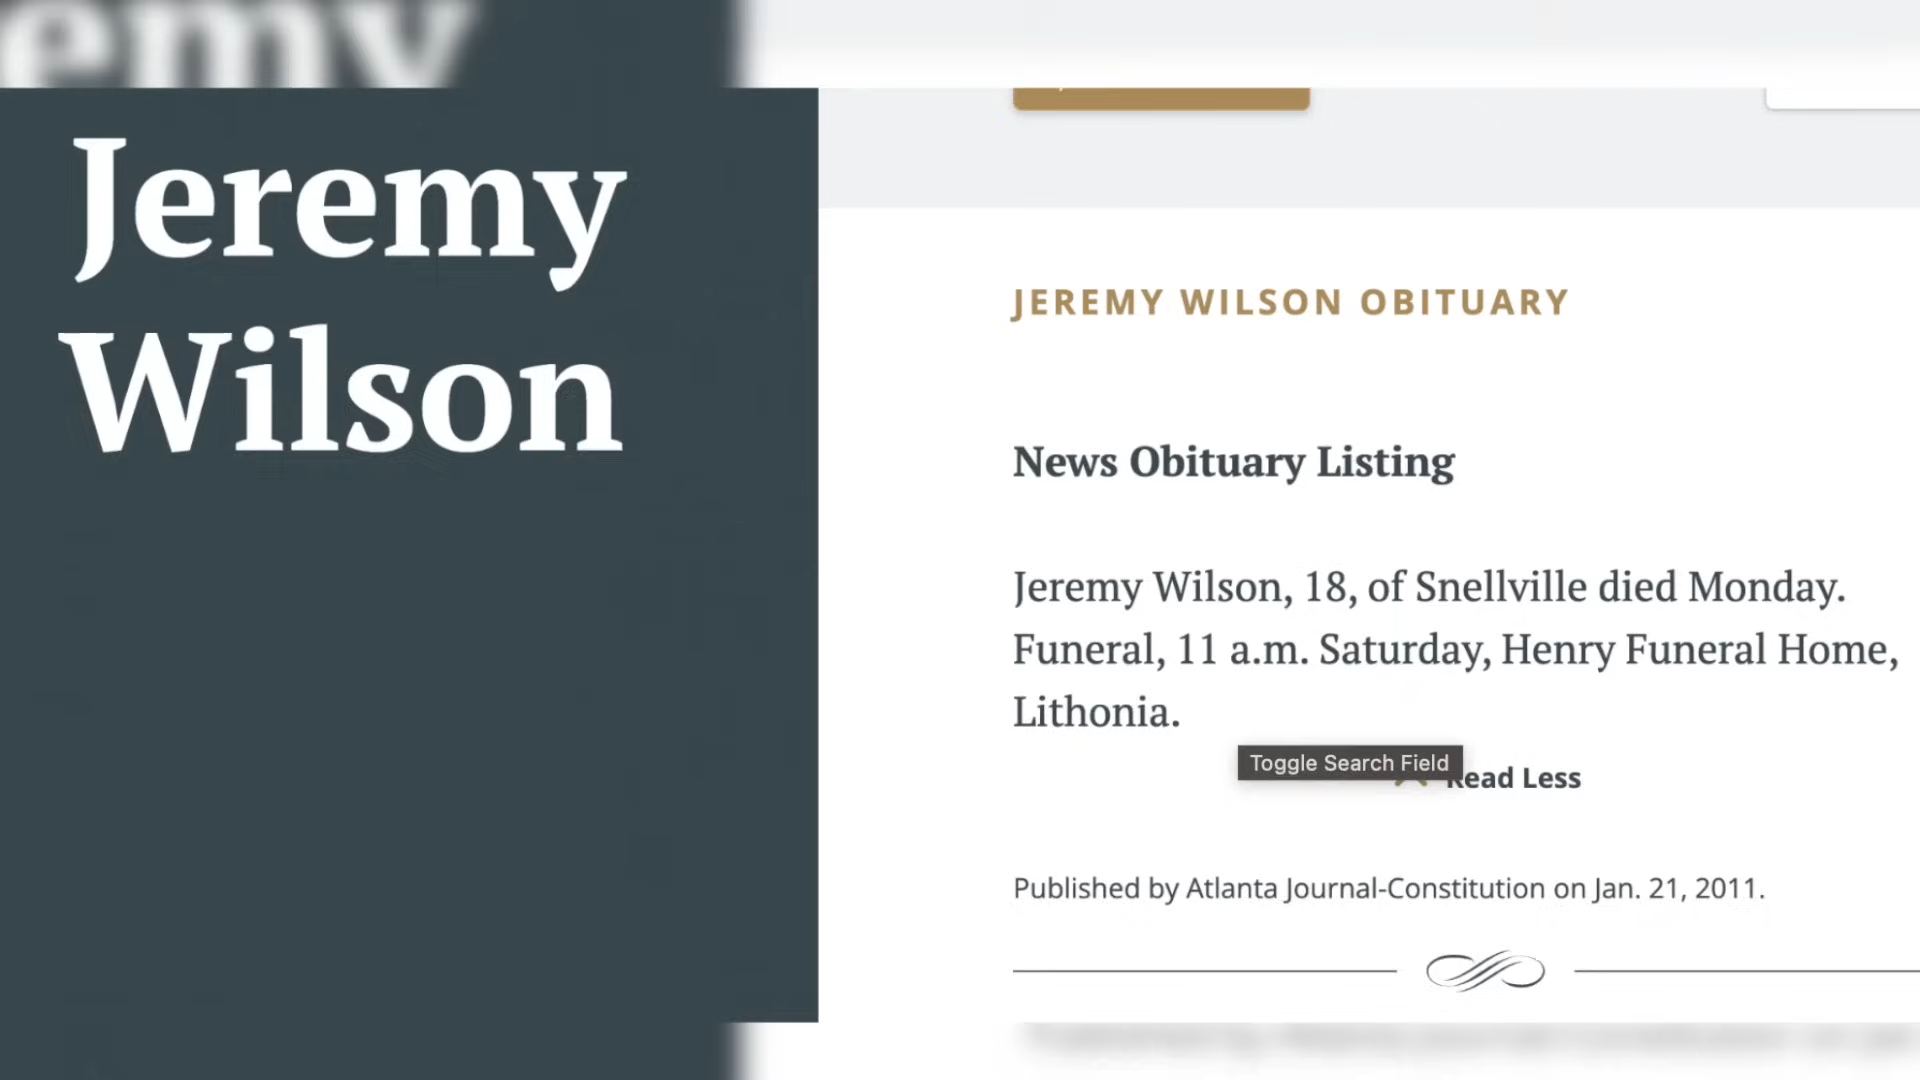 Jeremy
Wilson
JEREMY WILSON OBITUARY
News Obituary Listing
Jeremy Wilson, 18, of Snellville died Monday.
Funeral, 11 a.m. Saturday, Henry Funeral Home,
Lithonia.
Toggle Search Field
Read Less
Published by Atlanta Journal-Constitution on Jan. 21, 2011.